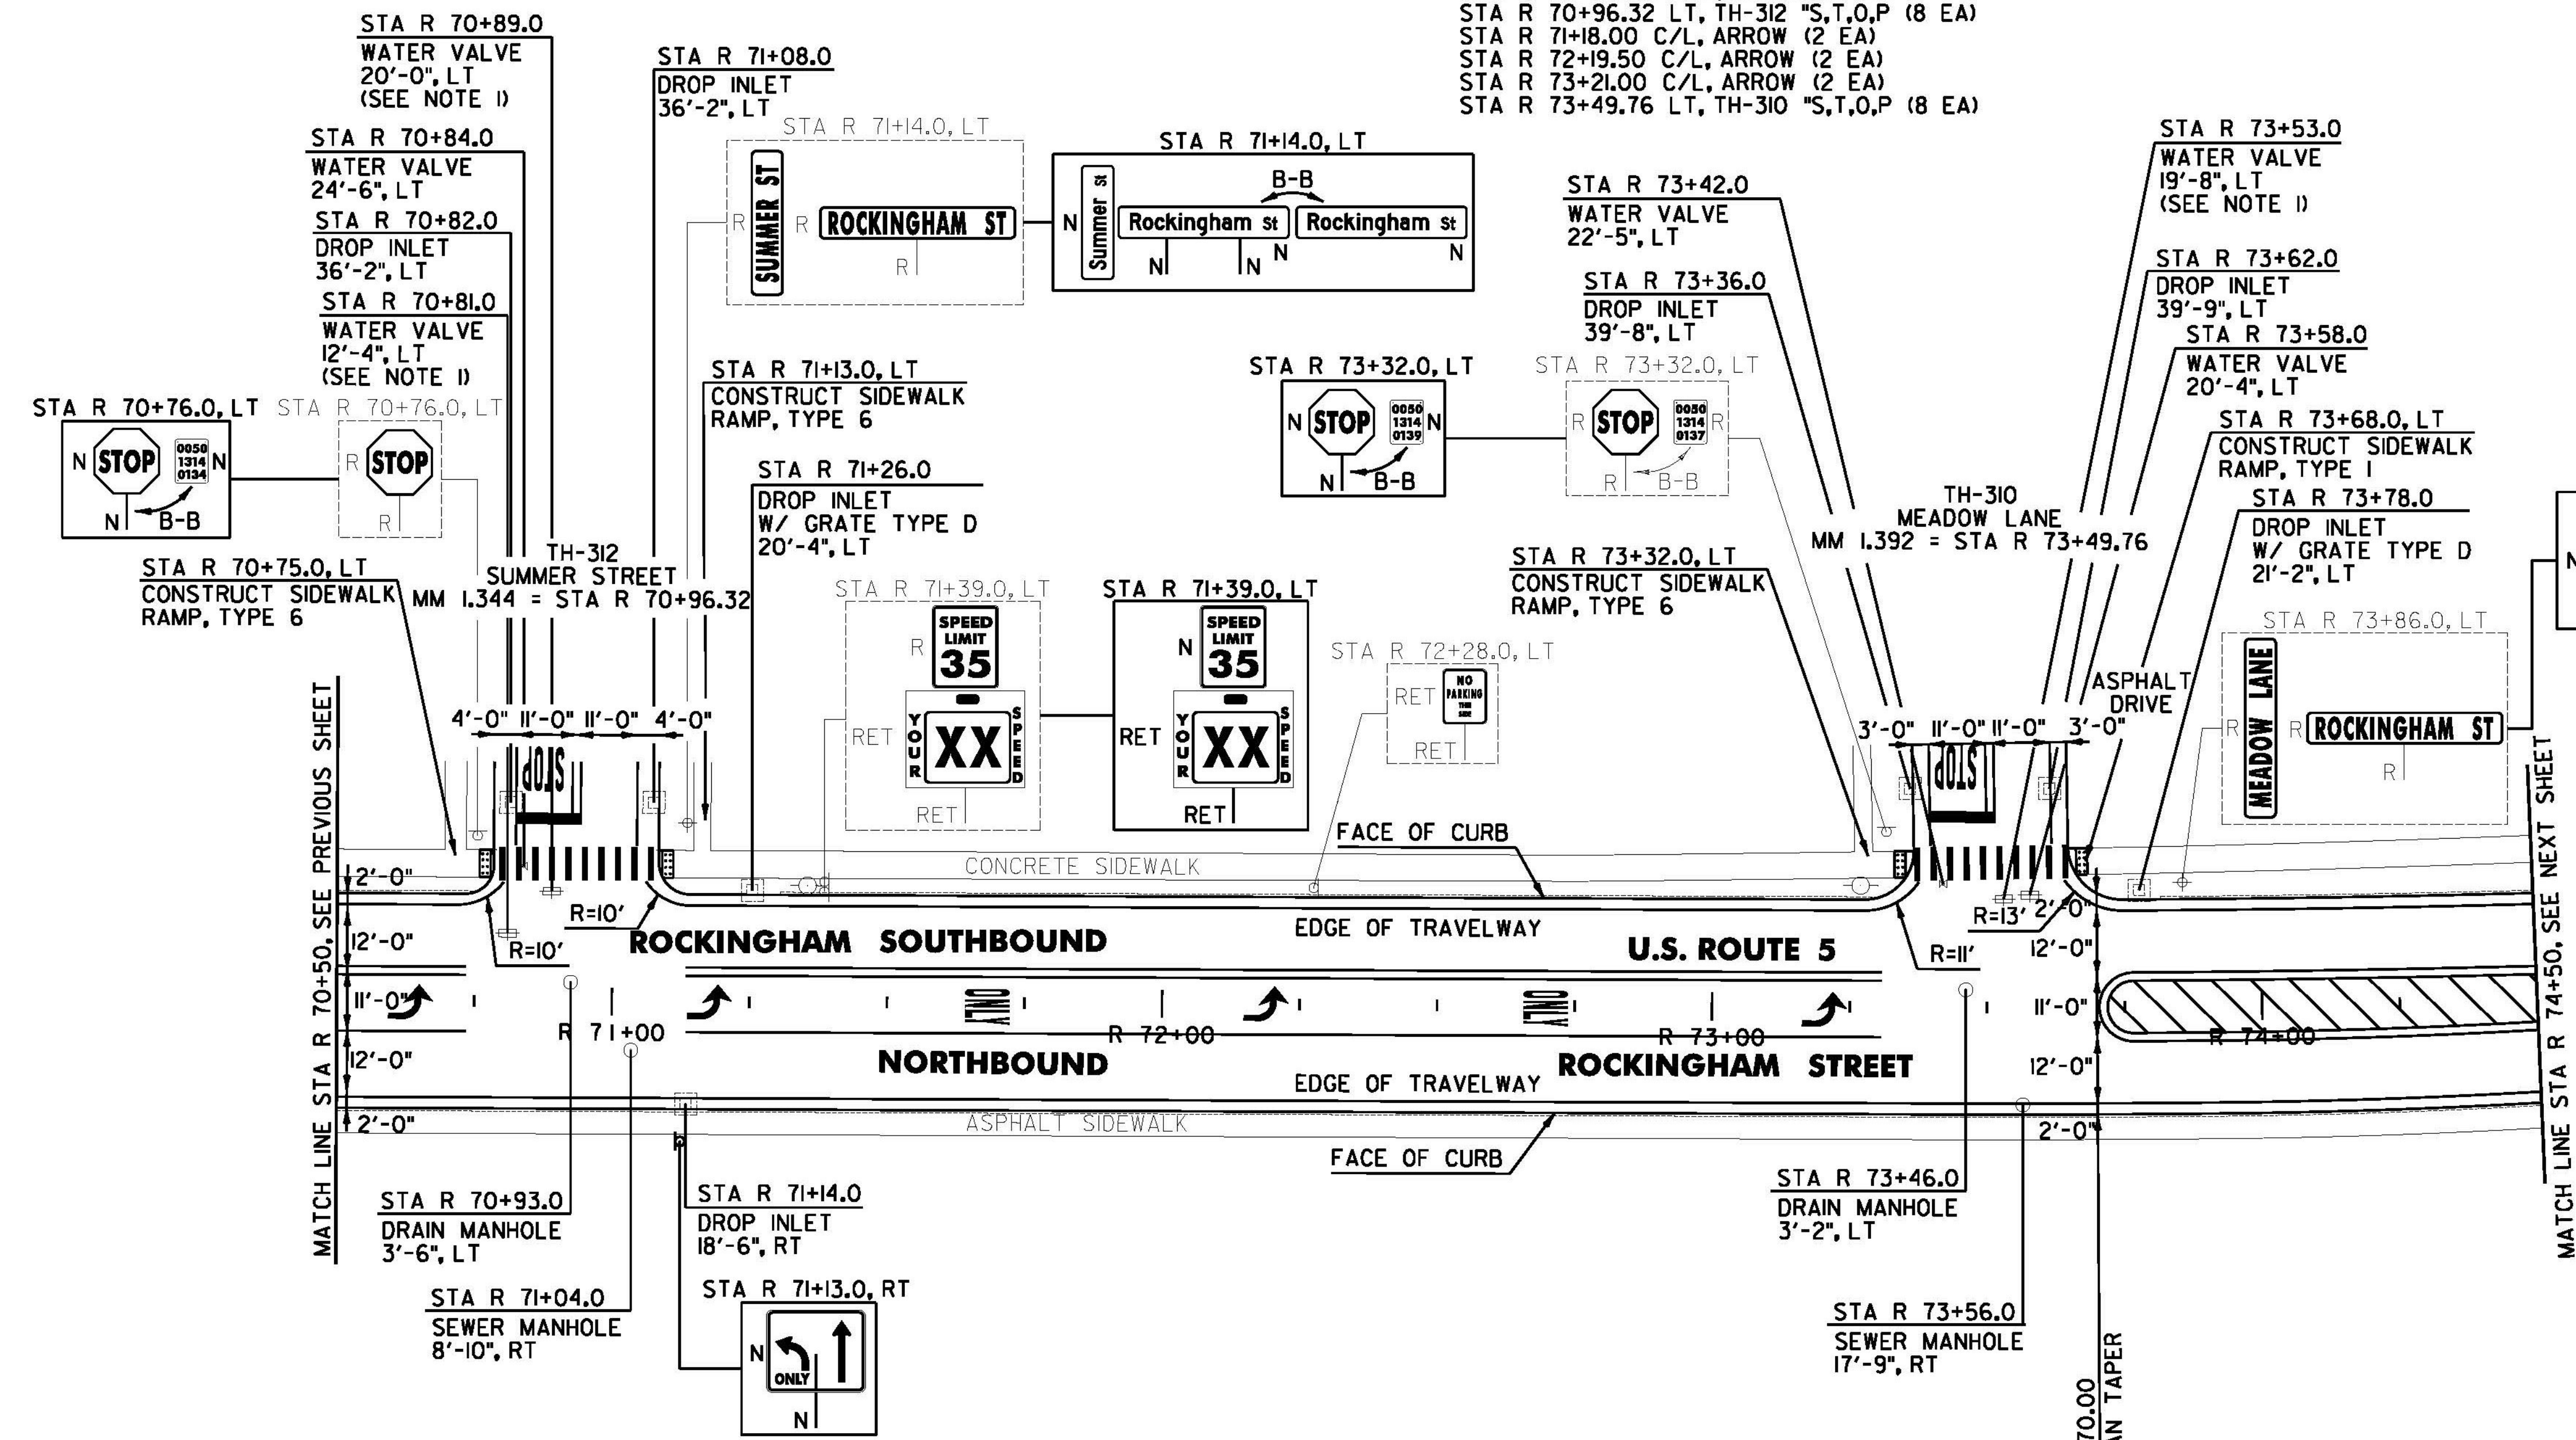 STA R 70+96.32 LT, TH-312 "S,T,O,P (8 EA)
STA R 71+18.00 C/L, ARROW (2 EA)
STA R 72+19.50 C/L, ARROW (2 EA)
STA R 73+21.00 C/L, ARROW (2 EA)
STA R 73+49.76 LT, TH-310 "S,T,O,P (8 EA)
STA R 70+89.0
WATER VALVE
20'-0", LT
(SEE NOTE 1)
STA R 71+08.0
DROP INLET
36'-2", LT
STA R 70+84.0
WATER VALVE
24'-6", LT
STA R 70+82.0
DROP INLET
36'-2", LT
STA R 70+81.0
WATER VALVE
12'-4", LT
(SEE NOTE 1)
STA R 71+14.0, LT
R
SUMMER ST
R
ROCKINGHAM ST
R
STA R 71+14.0, LT
N
Summer St
B-B
Rockingham St
Rockingham St
N
N
N
N
STA R 73+42.0
WATER VALVE
22'-5", LT
STA R 73+36.0
DROP INLET
39'-8", LT
STA R 73+53.0
WATER VALVE
19'-8", LT
(SEE NOTE 1)
STA R 73+62.0
DROP INLET
39'-9", LT
STA R 73+58.0
WATER VALVE
20'-4", LT
STA R 73+68.0, LT
CONSTRUCT SIDEWALK
RAMP, TYPE 1
STA R 73+78.0
DROP INLET
W/ GRATE TYPE D
21'-2", LT
STA R 70+76.0, LT
N
STOP
0050
1314
0134
N
N
B-B
STA R 70+76.0, LT
R
STOP
R
STA R 71+13.0, LT
CONSTRUCT SIDEWALK
RAMP, TYPE 6
STA R 71+26.0
DROP INLET
W/ GRATE TYPE D
20'-4", LT
STA R 73+32.0, LT
N
STOP
0050
1314
0139
N
N
B-B
STA R 73+32.0, LT
R
STOP
0050
1314
0137
R
R
B-B
TH-310
MEADOW LANE
MM 1.392 = STA R 73+49.76
STA R 70+75.0, LT
CONSTRUCT SIDEWALK
RAMP, TYPE 6
TH-312
SUMMER STREET
MM 1.344 = STA R 70+96.32
STA R 71+39.0, LT
R
SPEED
LIMIT
35
RET
YOUR
XX
SPEED
RET
STA R 71+39.0, LT
N
SPEED
LIMIT
35
RET
YOUR
XX
SPEED
RET
STA R 72+28.0, LT
RET
NO
PARKING
THIS
SIDE
RET
STA R 73+32.0, LT
CONSTRUCT SIDEWALK
RAMP, TYPE 6
STA R 73+86.0, LT
R
MEADOW LANE
R
ROCKINGHAM ST
R
N
ASPHALT
DRIVE
4'-0" 11'-0" 11'-0" 4'-0"
3'-0" 11'-0" 11'-0" 3'-0"
STOP
STOP
MATCH LINE STA R 70+50, SEE PREVIOUS SHEET
MATCH LINE STA R 74+50, SEE NEXT SHEET
FACE OF CURB
CONCRETE SIDEWALK
2'-0"
R=10'
R=10'
EDGE OF TRAVELWAY
R=13'
R=11'
2'-0"
12'-0"
ROCKINGHAM SOUTHBOUND
U.S. ROUTE 5
12'-0"
11'-0"
ONLY
ONLY
11'-0"
R 71+00
R 72+00
R 73+00
R 74+00
12'-0"
NORTHBOUND
ROCKINGHAM STREET
12'-0"
EDGE OF TRAVELWAY
2'-0"
ASPHALT SIDEWALK
2'-0"
FACE OF CURB
STA R 70+93.0
DRAIN MANHOLE
3'-6", LT
STA R 71+14.0
DROP INLET
18'-6", RT
STA R 73+46.0
DRAIN MANHOLE
3'-2", LT
STA R 71+04.0
SEWER MANHOLE
8'-10", RT
STA R 71+13.0, RT
N
ONLY
N
STA R 73+56.0
SEWER MANHOLE
17'-9", RT
70.00
AN TAPER